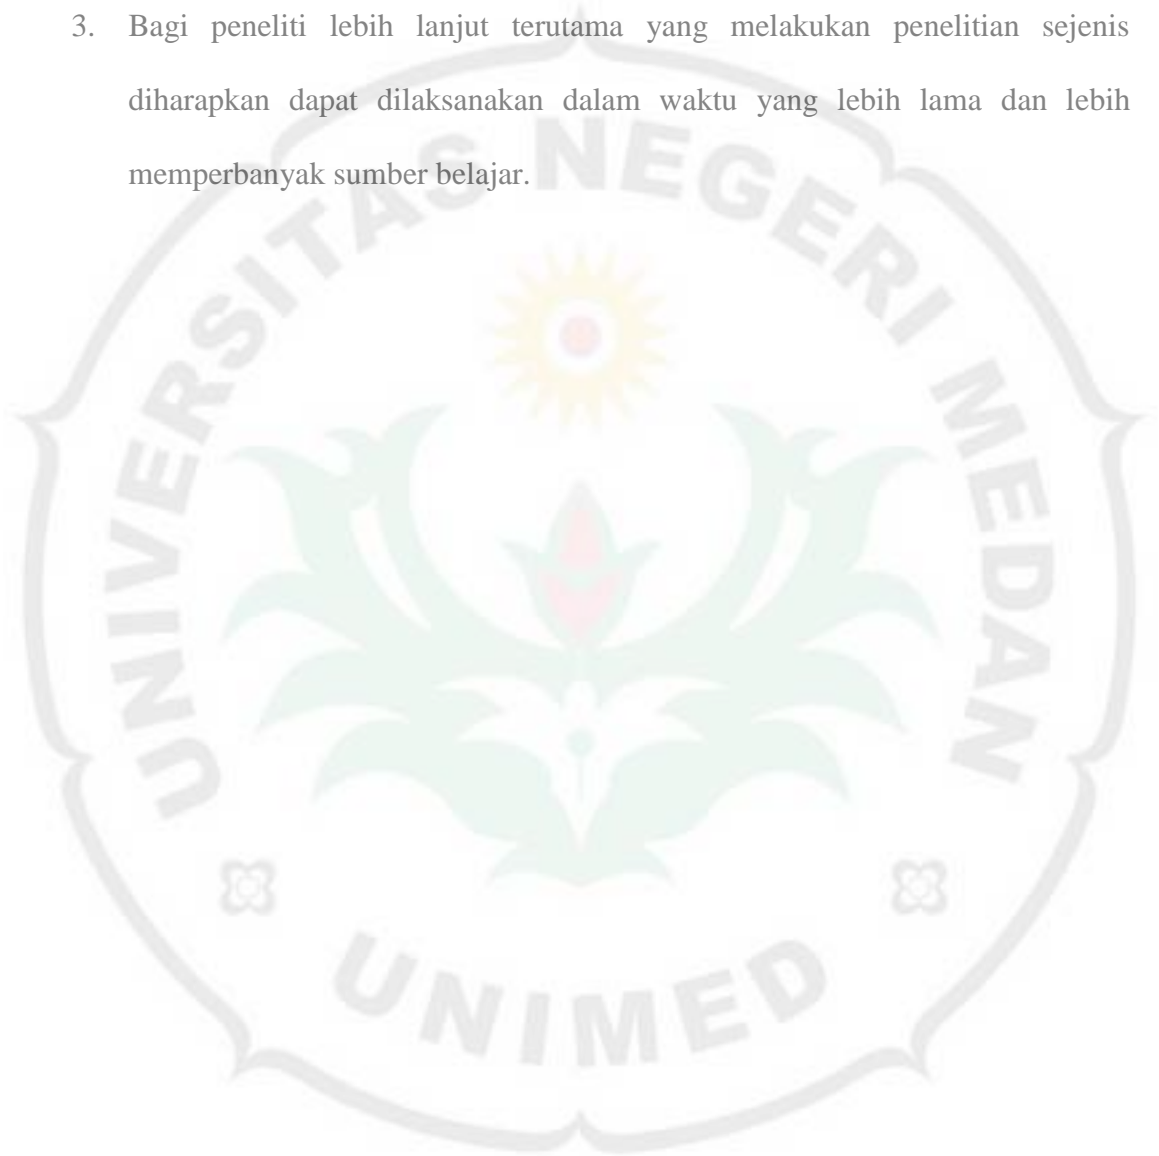 3. Bagi peneliti lebih lanjut terutama yang melakukan penelitian sejenis
diharapkan dapat dilaksanakan dalam waktu yang lebih lama dan lebih
memperbanyak sumber belajar.
UNIVERSITAS NEGERI MEDAN
UNIMED